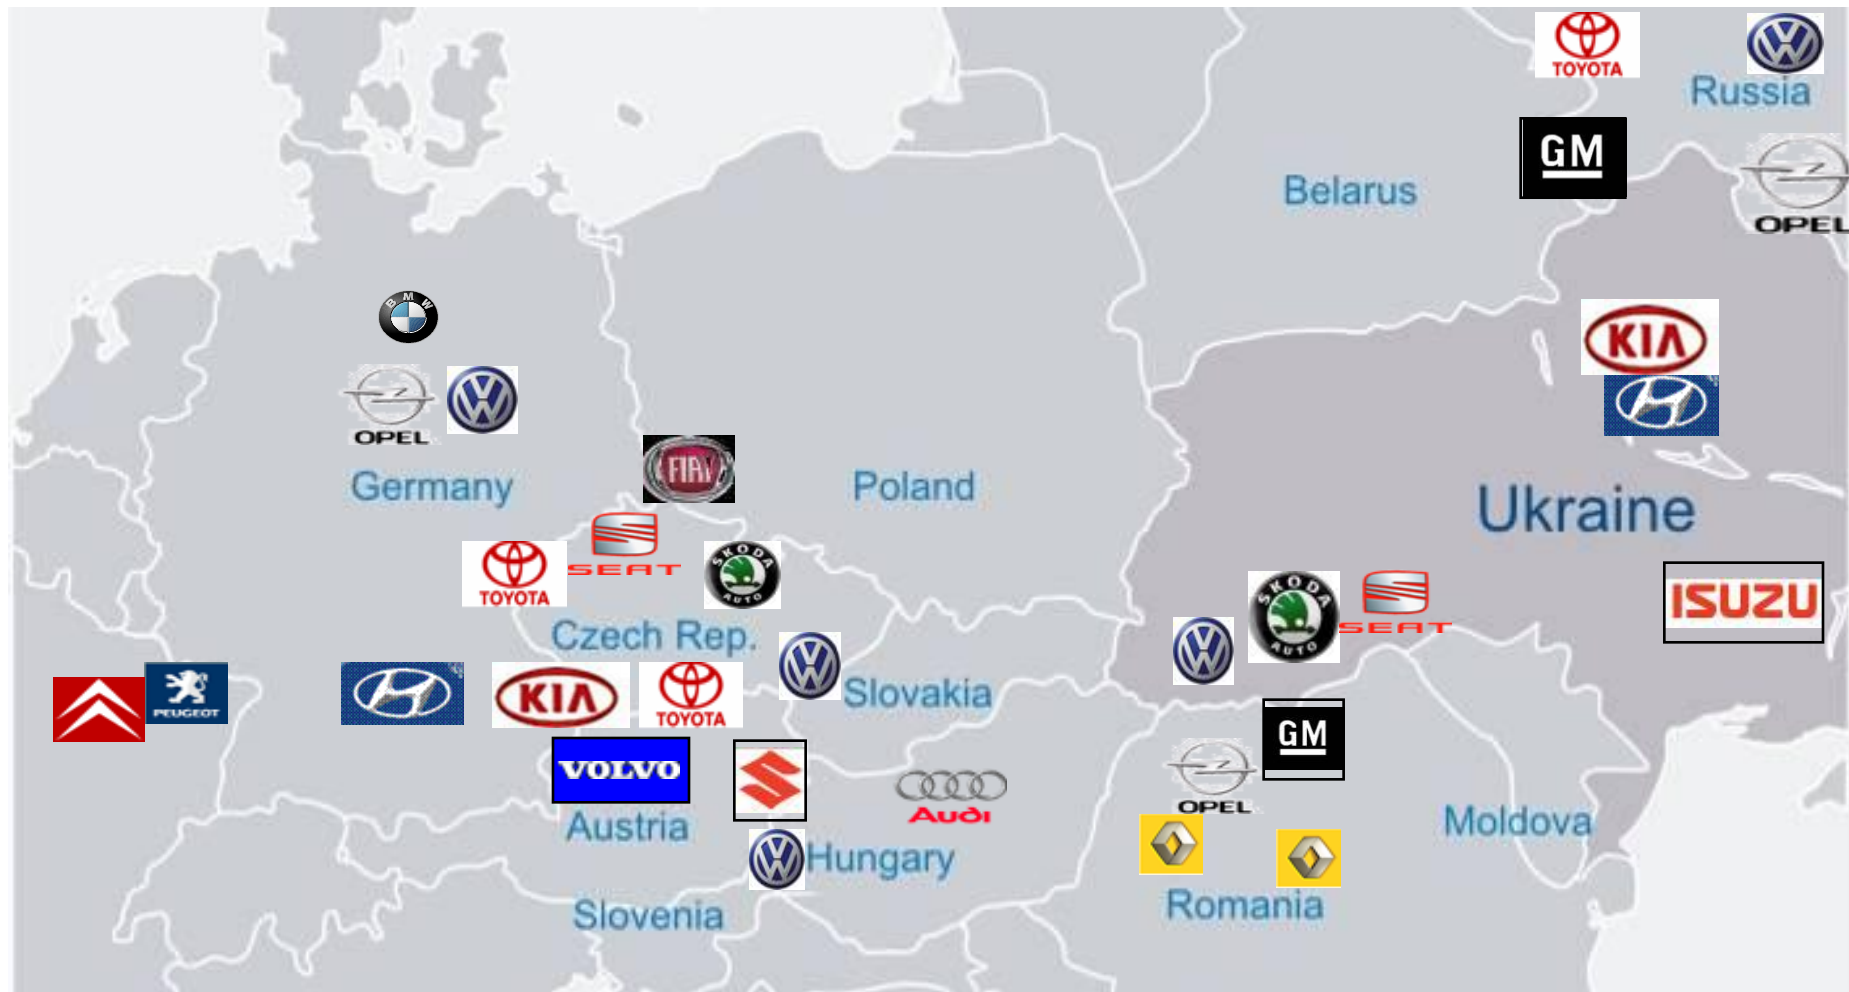 TOYOTA
Russia
GM
Belarus
OPEL
BMW
KIA
OPEL
FIAT
Germany
Poland
Ukraine
SEAT
TOYOTA
SKODA
AUTO
SKODA
AUTO
SEAT
ISUZU
Czech Rep.
PEUGEOT
KIA
TOYOTA
Slovakia
GM
VOLVO
OPEL
Audi
Austria
Moldova
Hungary
Romania
Slovenia